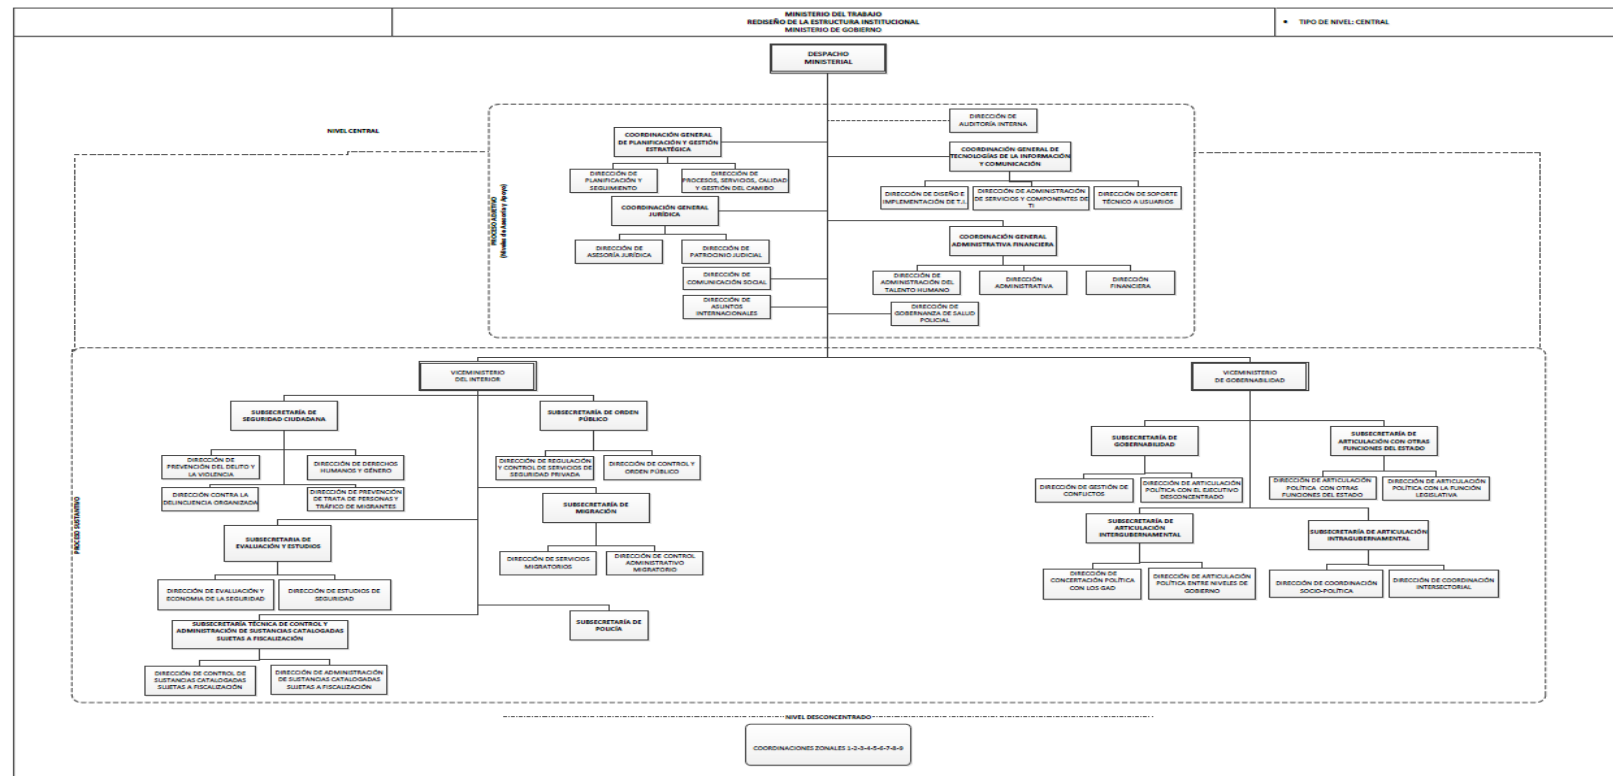 MINISTERIO DEL TRABAJO
REDISEÑO DE LA ESTRUCTURA INSTITUCIONAL
MINISTERIO DE GOBIERNO
• TIPO DE NIVEL: CENTRAL
DESPACHO
MINISTERIAL
NIVEL CENTRAL
PROCESO ADJETIVO
(Niveles de Asesoría y Apoyo)
DIRECCIÓN DE
AUDITORÍA INTERNA
COORDINACIÓN GENERAL
DE PLANIFICACIÓN Y GESTIÓN
ESTRATÉGICA
COORDINACIÓN GENERAL DE
TECNOLOGÍAS DE LA INFORMACIÓN
Y COMUNICACIÓN
DIRECCIÓN DE
PLANIFICACIÓN Y
SEGUIMIENTO
DIRECCIÓN DE
PROCESOS, SERVICIOS, CALIDAD
Y GESTIÓN DEL CAMBIO
DIRECCIÓN DE DISEÑO E
IMPLEMENTACIÓN DE T.I.
DIRECCIÓN DE ADMINISTRACIÓN
DE SERVICIOS Y COMPONENTES DE
TI
DIRECCIÓN DE SOPORTE
TÉCNICO A USUARIOS
COORDINACIÓN GENERAL
JURÍDICA
COORDINACIÓN GENERAL
ADMINISTRATIVA FINANCIERA
DIRECCIÓN DE
ASESORÍA JURÍDICA
DIRECCIÓN DE
PATROCINIO JUDICIAL
DIRECCIÓN DE
COMUNICACIÓN SOCIAL
DIRECCIÓN DE
ADMINISTRACIÓN DEL
TALENTO HUMANO
DIRECCIÓN
ADMINISTRATIVA
DIRECCIÓN
FINANCIERA
DIRECCIÓN DE
ASUNTOS
INTERNACIONALES
DIRECCIÓN DE
GOBERNANZA DE SALUD
POLICIAL
PROCESO SUSTANTIVO
VICEMINISTERIO
DEL INTERIOR
VICEMINISTERIO
DE GOBERNABILIDAD
SUBSECRETARÍA DE
SEGURIDAD CIUDADANA
SUBSECRETARÍA DE ORDEN
PÚBLICO
DIRECCIÓN DE
PREVENCIÓN DEL DELITO Y
LA VIOLENCIA
DIRECCIÓN DE DERECHOS
HUMANOS Y GÉNERO
DIRECCIÓN DE REGULACIÓN
Y CONTROL DE SERVICIOS DE
SEGURIDAD PRIVADA
DIRECCIÓN DE CONTROL Y
ORDEN PÚBLICO
DIRECCIÓN CONTRA LA
DELINCUENCIA ORGANIZADA
DIRECCIÓN DE PREVENCIÓN
DE TRATA DE PERSONAS Y
TRÁFICO DE MIGRANTES
SUBSECRETARÍA DE
MIGRACIÓN
SUBSECRETARIA DE
EVALUACIÓN Y ESTUDIOS
DIRECCIÓN DE SERVICIOS
MIGRATORIOS
DIRECCIÓN DE CONTROL
ADMINISTRATIVO
MIGRATORIO
DIRECCIÓN DE EVALUACIÓN Y
ECONOMIA DE LA SEGURIDAD
DIRECCIÓN DE ESTUDIOS DE
SEGURIDAD
SUBSECRETARÍA TÉCNICA DE CONTROL Y
ADMINISTRACIÓN DE SUSTANCIAS CATALOGADAS
SUJETAS A FISCALIZACIÓN
SUBSECRETARÍA DE
POLICÍA
DIRECCIÓN DE CONTROL DE
SUSTANCIAS CATALOGADAS
SUJETAS A FISCALIZACIÓN
DIRECCIÓN DE ADMINISTRACIÓN
DE SUSTANCIAS CATALOGADAS
SUJETAS A FISCALIZACIÓN
SUBSECRETARÍA DE
GOBERNABILIDAD
SUBSECRETARÍA DE
ARTICULACIÓN CON OTRAS
FUNCIONES DEL ESTADO
DIRECCIÓN DE GESTIÓN DE
CONFLICTOS
DIRECCIÓN DE ARTICULACIÓN
POLÍTICA CON EL EJECUTIVO
DESCONCENTRADO
DIRECCIÓN DE ARTICULACIÓN
POLÍTICA CON OTRAS
FUNCIONES DEL ESTADO
DIRECCIÓN DE ARTICULACIÓN
POLÍTICA CON LA FUNCIÓN
LEGISLATIVA
SUBSECRETARÍA DE
ARTICULACIÓN
INTERGUBERNAMENTAL
SUBSECRETARÍA DE ARTICULACIÓN
INTRAGUBERNAMENTAL
DIRECCIÓN DE
CONCERTACIÓN POLÍTICA
CON LOS GAD
DIRECCIÓN DE ARTICULACIÓN
POLÍTICA ENTRE NIVELES DE
GOBIERNO
DIRECCIÓN DE COORDINACIÓN
SOCIO-POLÍTICA
DIRECCIÓN DE COORDINACIÓN
INTERSECTORIAL
NIVEL DESCONCENTRADO
COORDINACIONES ZONALES 1-2-3-4-5-6-7-8-9